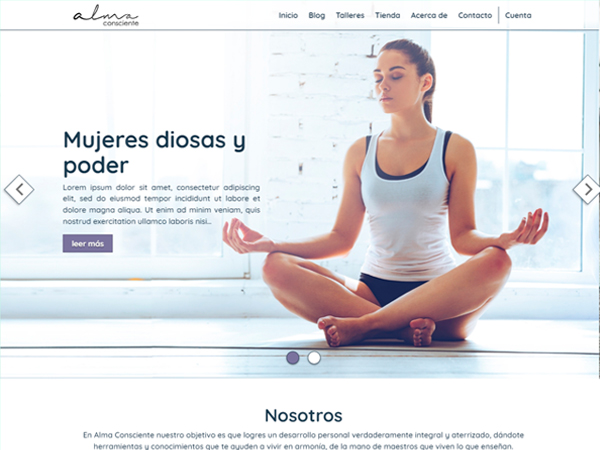 alma
consciente
Inicio Blog Talleres Tienda Acerca de Contacto Cuenta
Mujeres diosas y
poder
Lorem ipsum dolor sit amet, consectetur adipiscing
elit, sed do eiusmod tempor incididunt ut labore et
dolore magna aliqua. Ut enim ad minim veniam, quis
nostrud exercitation ullamco laboris nisi...
leer más
Nosotros
En Alma Consciente nuestro objetivo es que logres un desarrollo personal verdaderamente integral y aterrizado, dándote
herramientas y conocimientos que te ayuden a vivir en armonía, de la mano de maestros que viven lo que enseñan.